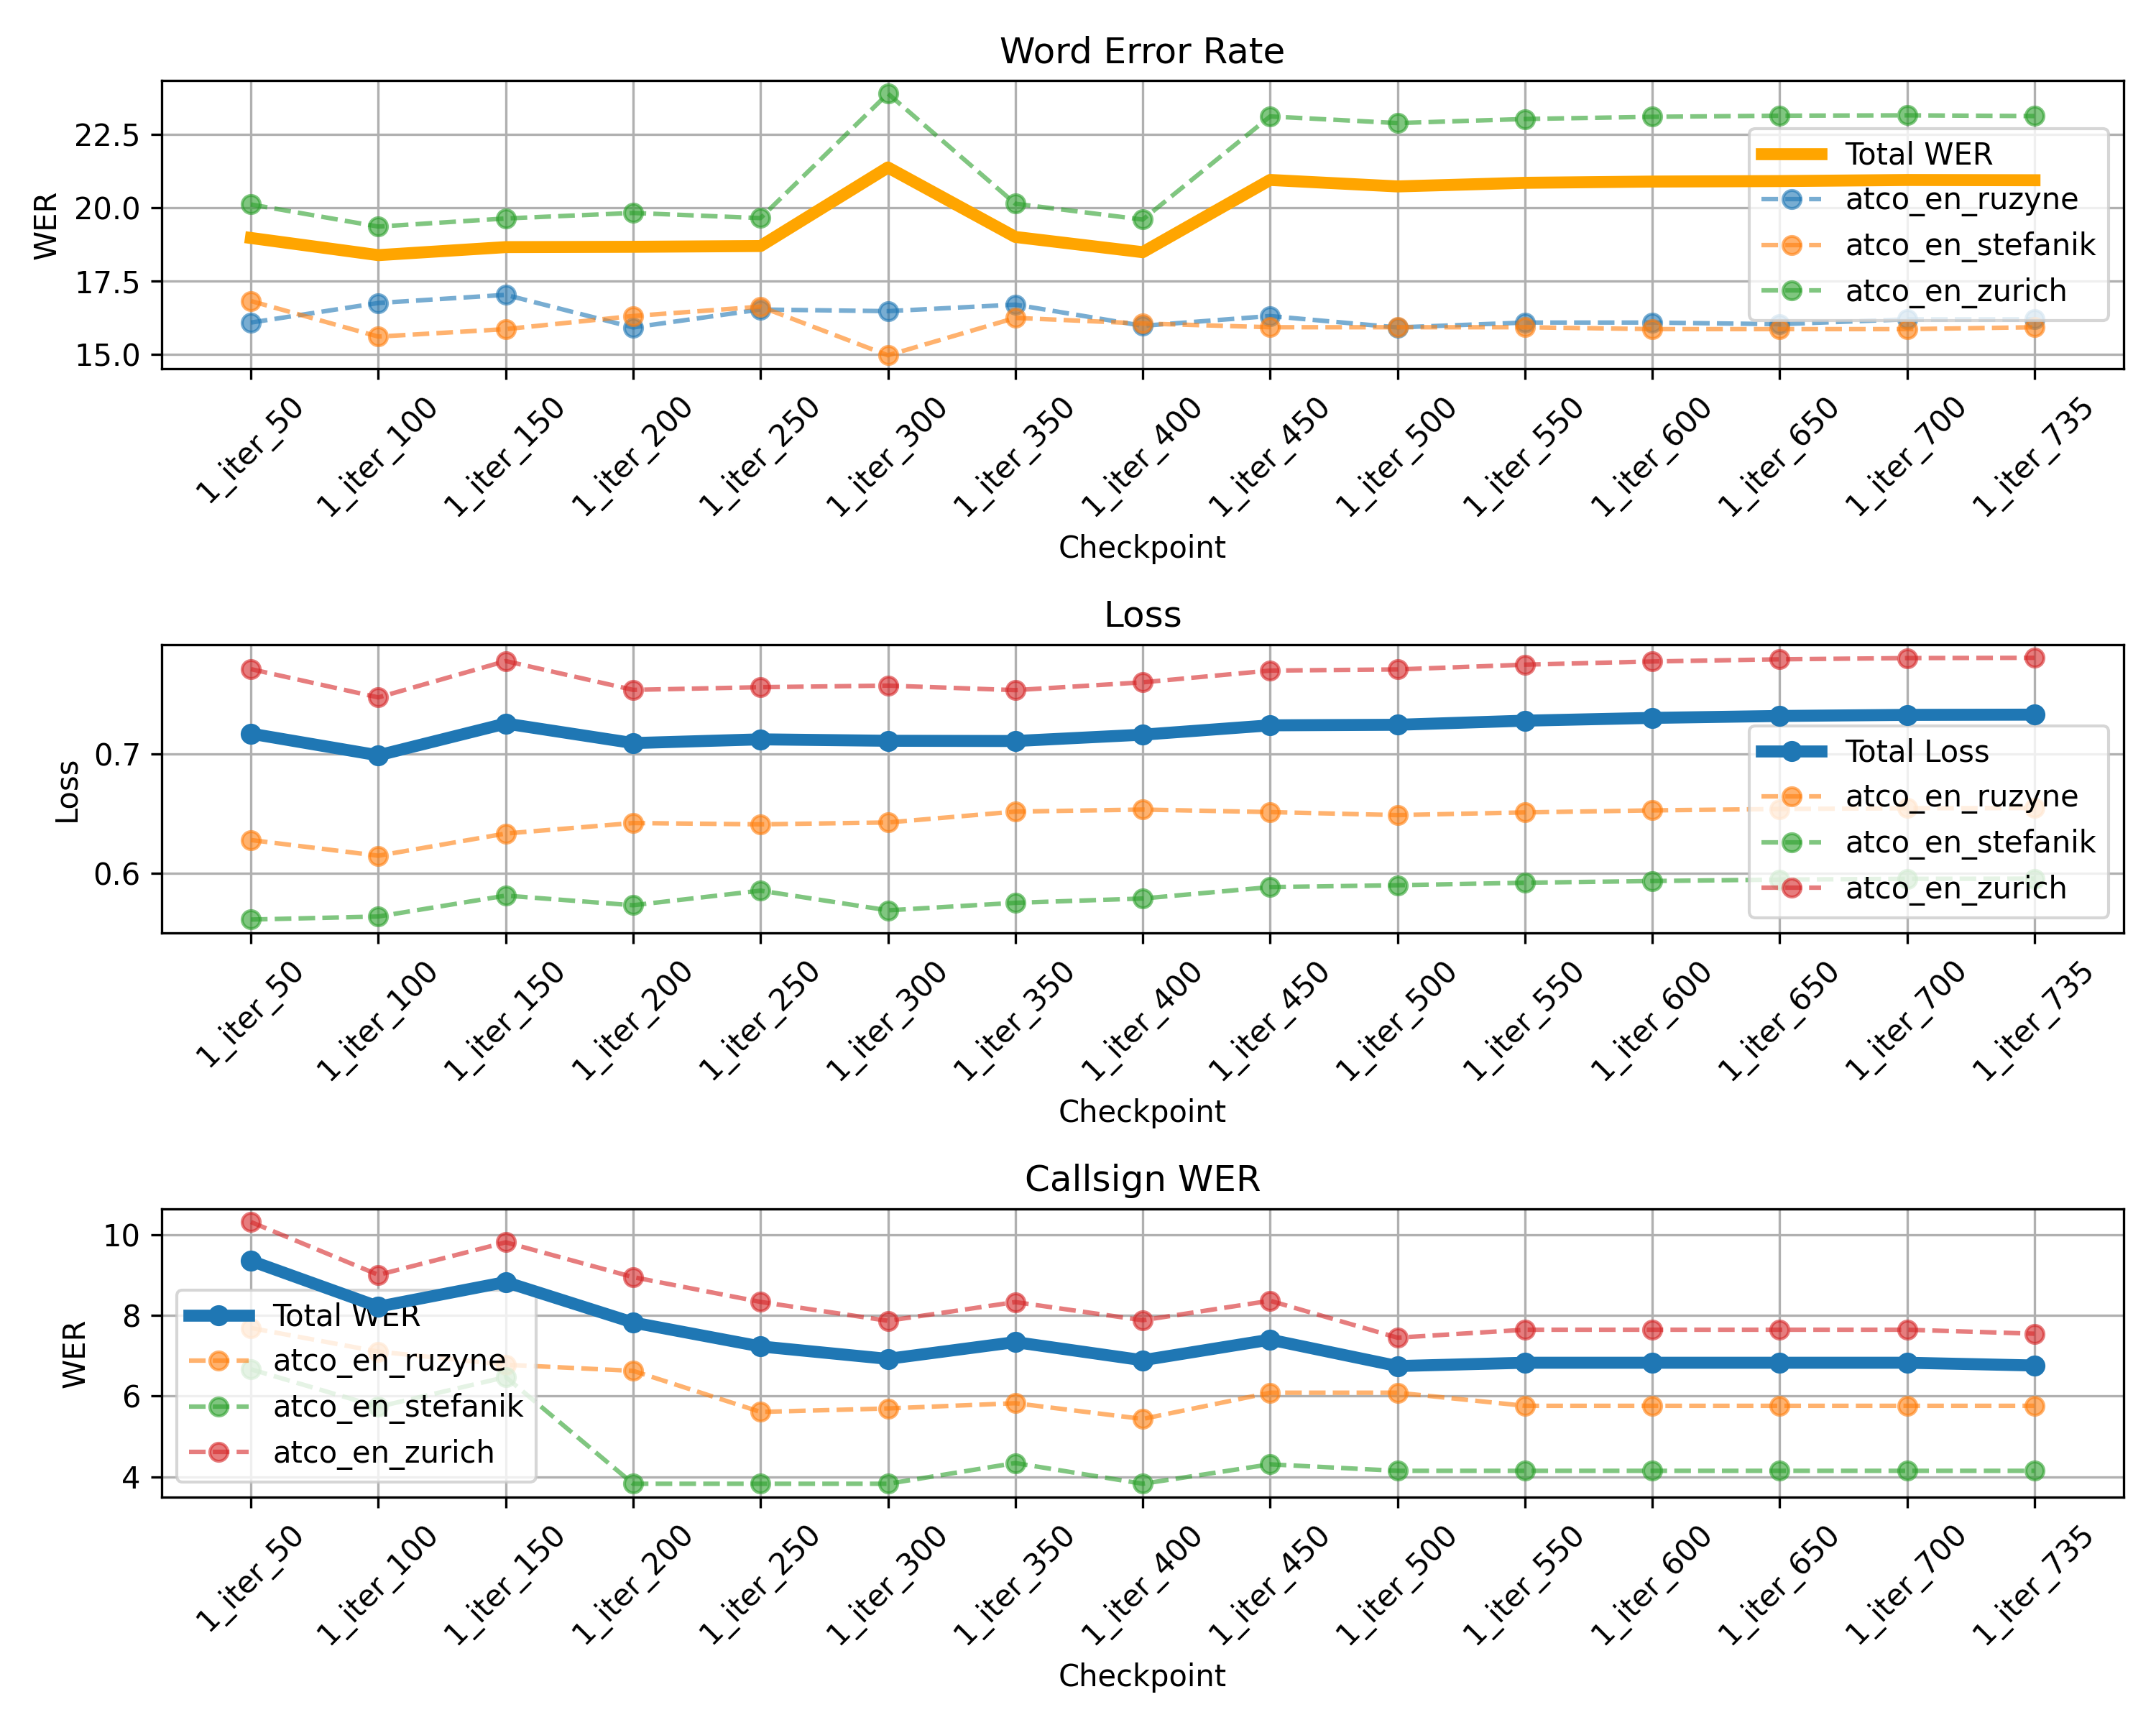 Word Error Rate
WER
22.5
20.0
17.5
15.0
Total WER
atco_en_ruzyne
atco_en_stefanik
atco_en_zurich
1_iter_50
1_iter_100
1_iter_150
1_iter_200
1_iter_250
1_iter_300
1_iter_350
1_iter_400
1_iter_450
1_iter_500
1_iter_550
1_iter_600
1_iter_650
1_iter_700
1_iter_735
Checkpoint
Loss
Loss
0.7
0.6
Total Loss
atco_en_ruzyne
atco_en_stefanik
atco_en_zurich
1_iter_50
1_iter_100
1_iter_150
1_iter_200
1_iter_250
1_iter_300
1_iter_350
1_iter_400
1_iter_450
1_iter_500
1_iter_550
1_iter_600
1_iter_650
1_iter_700
1_iter_735
Checkpoint
Callsign WER
WER
10
8
6
4
Total WER
atco_en_ruzyne
atco_en_stefanik
atco_en_zurich
1_iter_50
1_iter_100
1_iter_150
1_iter_200
1_iter_250
1_iter_300
1_iter_350
1_iter_400
1_iter_450
1_iter_500
1_iter_550
1_iter_600
1_iter_650
1_iter_700
1_iter_735
Checkpoint